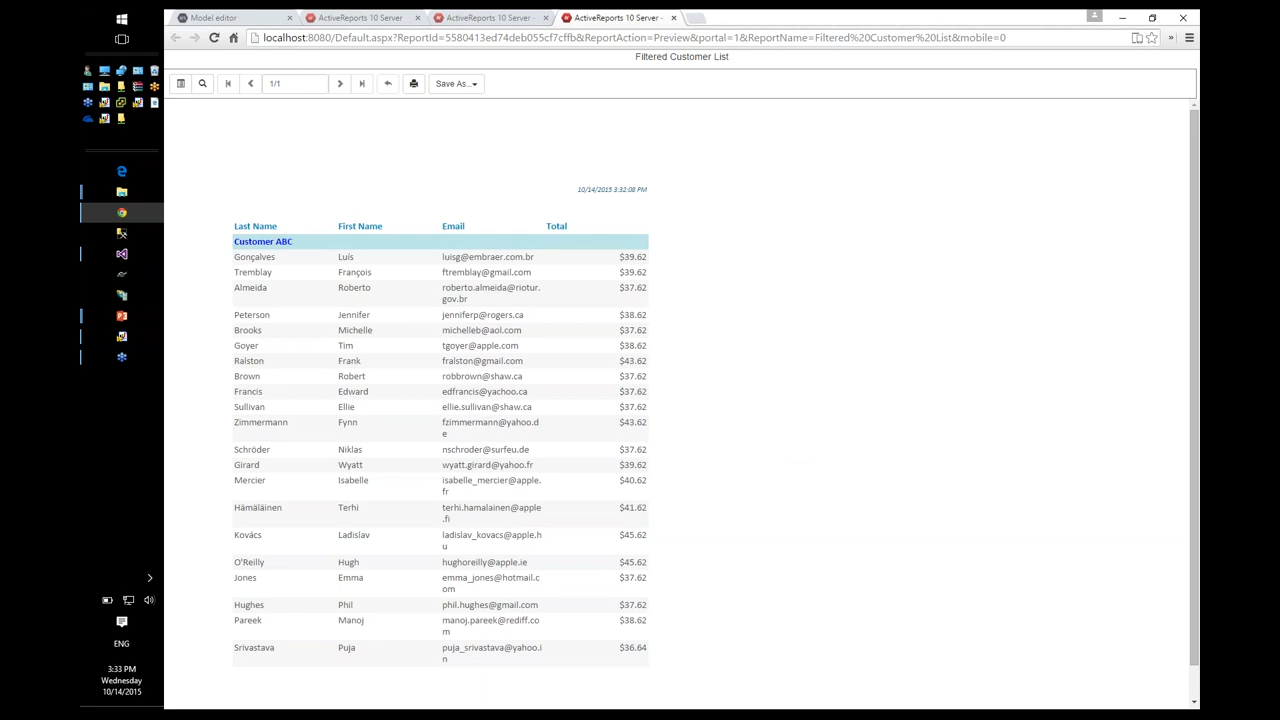 Model editor
ActiveReports 10 Server
ActiveReports 10 Server -
ActiveReports 10 Server -
localhost:8080/Default.aspx?ReportId=5580413ed74deb055cf7cffb&ReportAction=Preview&portal=1&ReportName=Filtered%20Customer%20List&mobile=0
Filtered Customer List
1/1
Save As...
10/14/2015 3:32:08 PM
Last Name First Name Email Total
Customer ABC
Gonçalves Luís luisg@embraer.com.br $39.62
Tremblay François ftremblay@gmail.com $39.62
Almeida Roberto roberto.almeida@riotur. $37.62
gov.br
Peterson Jennifer jenniferp@rogers.ca $38.62
Brooks Michelle michelleb@aol.com $37.62
Goyer Tim tgoyer@apple.com $38.62
Ralston Frank fralston@gmail.com $43.62
Brown Robert robbrown@shaw.ca $37.62
Francis Edward edfrancis@yachoo.ca $37.62
Sullivan Ellie ellie.sullivan@shaw.ca $37.62
Zimmermann Fynn fzimmermann@yahoo.d $43.62
e
Schröder Niklas nschroder@surfeu.de $37.62
Girard Wyatt wyatt.girard@yahoo.fr $39.62
Mercier Isabelle isabelle_mercier@apple. $40.62
fr
Hämäläinen Terhi terhi.hamalainen@apple $41.62
.fi
Kovács Ladislav ladislav_kovacs@apple.h $45.62
u
O'Reilly Hugh hughoreilly@apple.ie $45.62
Jones Emma emma_jones@hotmail.c $37.62
om
Hughes Phil phil.hughes@gmail.com $37.62
Pareek Manoj manoj.pareek@rediff.co $38.62
m
Srivastava Puja puja_srivastava@yahoo.i $36.64
n
ENG
3:33 PM
Wednesday
10/14/2015